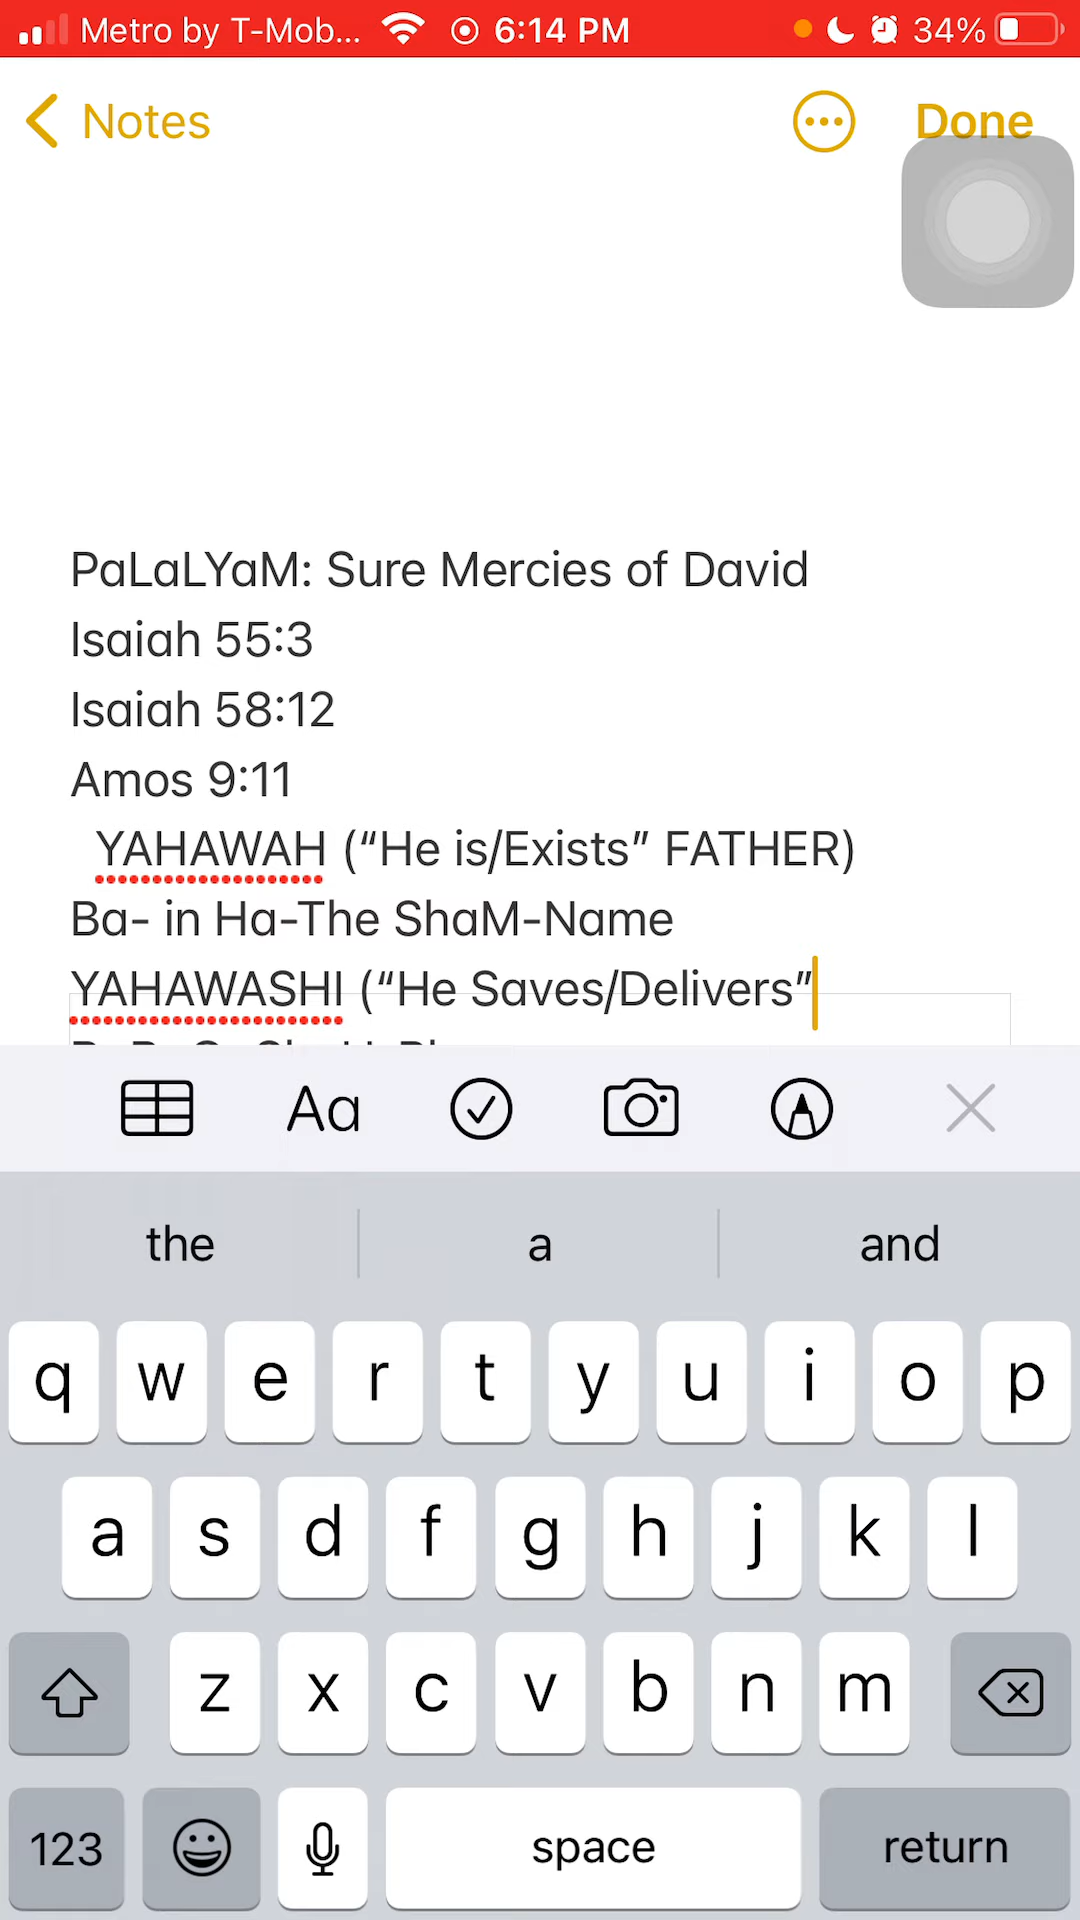 Metro by T-Mob... 6:14 PM 34%
Notes Done
PaLaLYaM: Sure Mercies of David
Isaiah 55:3
Isaiah 58:12
Amos 9:11
YAHAWAH (“He is/Exists” FATHER)
Ba- in Ha-The ShaM-Name
YAHAWASHI (“He Saves/Delivers”
Aa
the a and
q w e r t y u i o p
a s d f g h j k l
z x c v b n m
123 space return